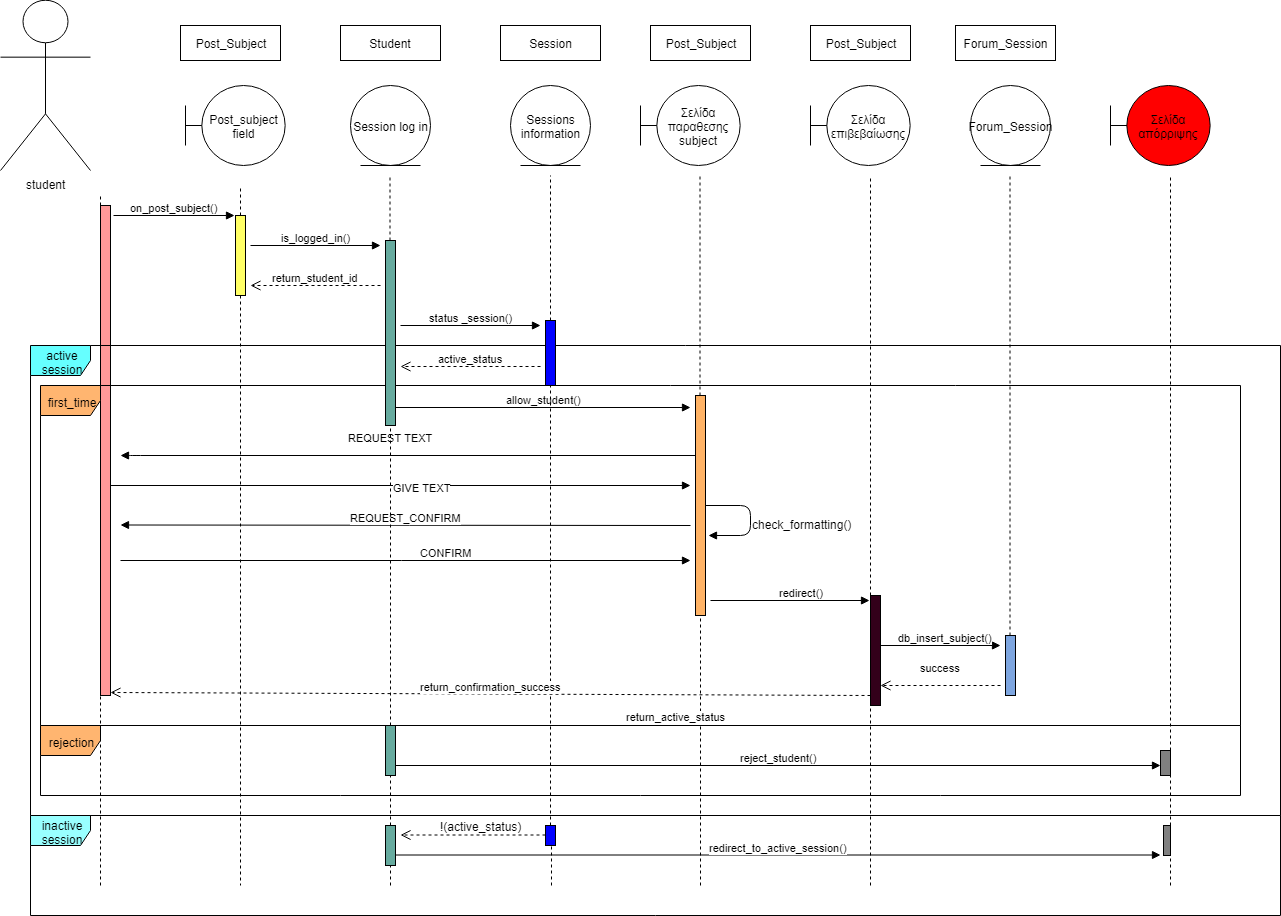 Post_Subject
Student
Session
Post_Subject
Post_Subject
Forum_Session
Post_subject
field
Session log in
Sessions
information
Σελίδα
παραθεσης
subject
Σελίδα
επιβεβαίωσης
Forum_Session
Σελίδα
απόρριψης
student
on_post_subject()
is_logged_in()
return_student_id
status _session()
active
session
active_status
first_time
allow_student()
REQUEST TEXT
GIVE TEXT
REQUEST_CONFIRM
check_formatting()
CONFIRM
redirect()
db_insert_subject()
success
return_confirmation_success
return_active_status
rejection
reject_student()
inactive
session
!(active_status)
redirect_to_active_session()